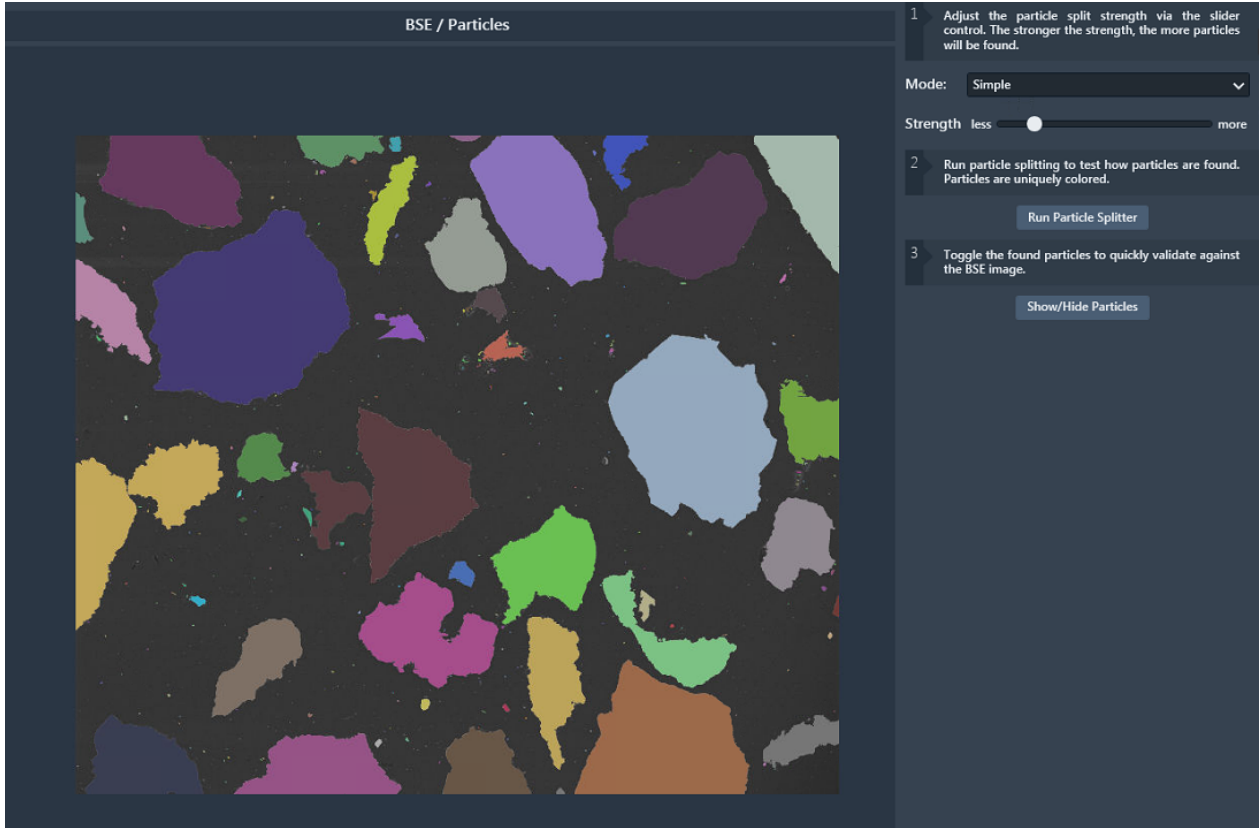 BSE / Particles
1 Adjust the particle split strength via the slider
control. The stronger the strength, the more particles
will be found.
Mode: Simple
Strength less more
2 Run particle splitting to test how particles are found.
Particles are uniquely colored.
Run Particle Splitter
3 Toggle the found particles to quickly validate against
the BSE image.
Show/Hide Particles